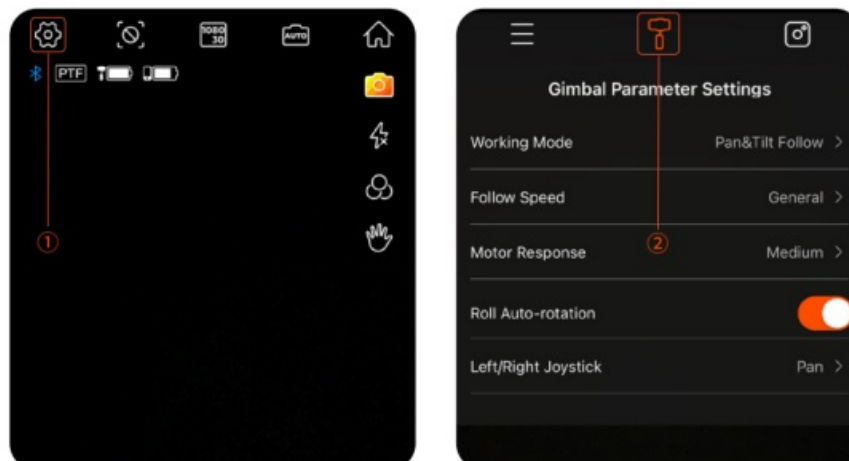 1080
30
AUTO
PTF
①
Gimbal Parameter Settings
Working Mode Pan&Tilt Follow >
Follow Speed General >
②
Motor Response Medium >
Roll Auto-rotation
Left/Right Joystick Pan >